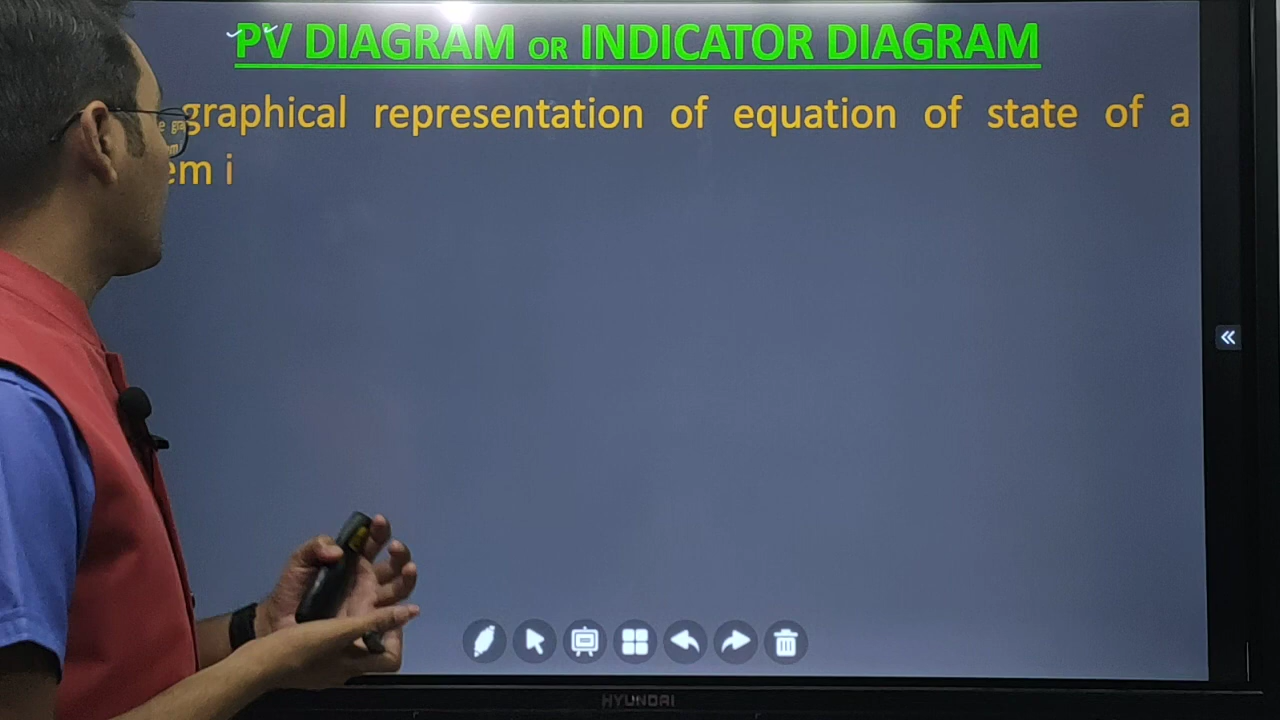 PV DIAGRAM OR INDICATOR DIAGRAM
graphical representation of equation of state of a
em i
HYUNDAI